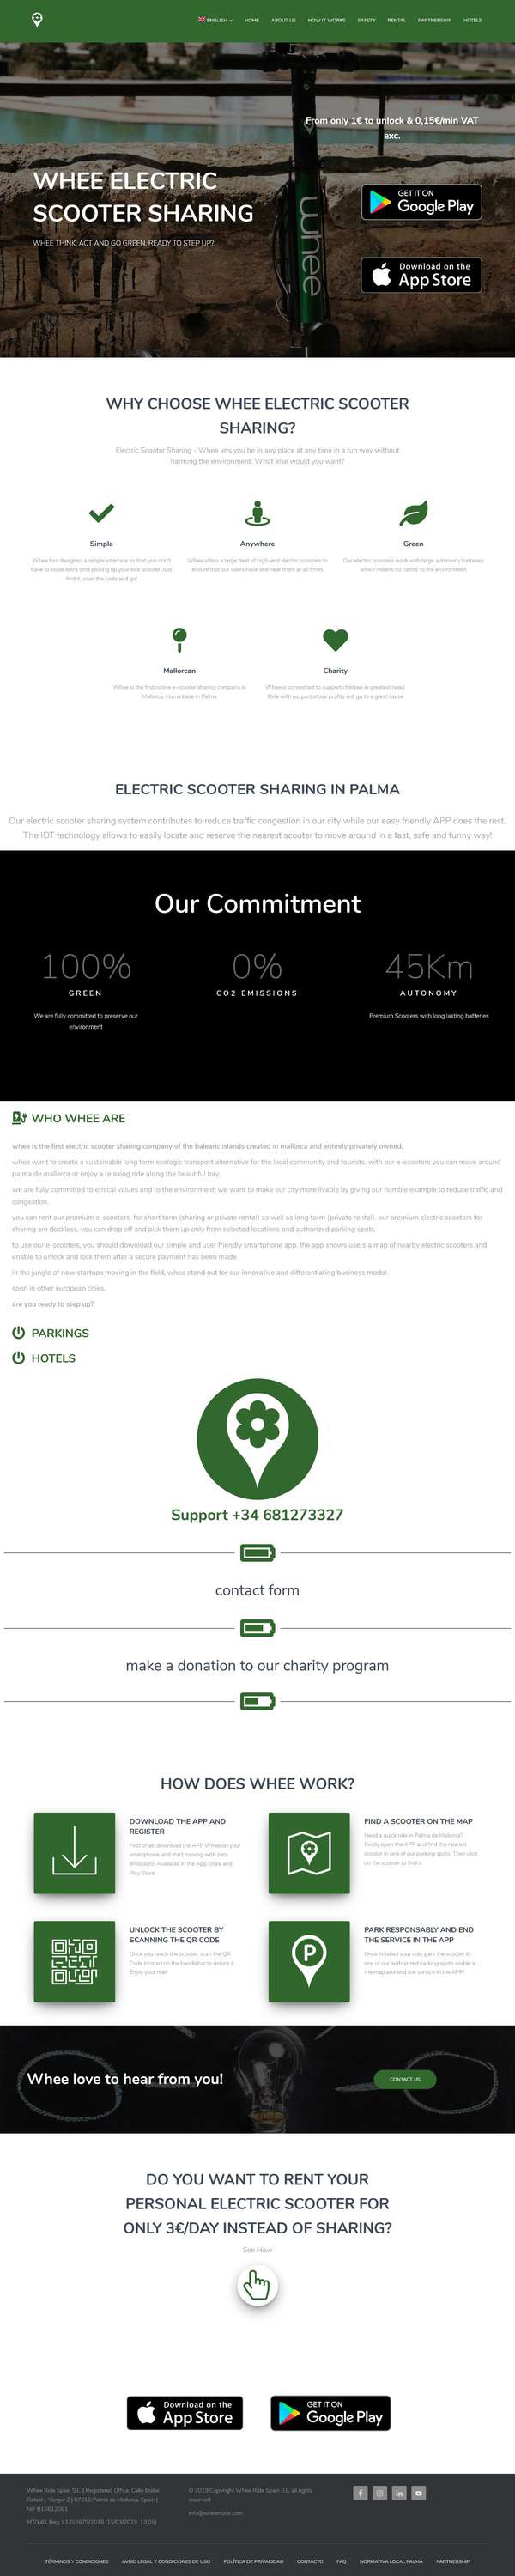 ENGLISH
HOME
ABOUT US
HOW IT WORKS
SAFETY
RENTAL
PARTNERSHIP
HOTELS
From only 1€ to unlock & 0,15€/min VAT
exc.
WHEE ELECTRIC
SCOOTER SHARING
WHEE THINK, ACT AND GO GREEN, READY TO STEP UP?
whee
GET IT ON
Google Play
Download on the
App Store
WHY CHOOSE WHEE ELECTRIC SCOOTER
SHARING?
Electric Scooter Sharing - Whee lets you be in any place at any time in a fun way without
harming the environment. What else would you want?
Simple
Whee has designed a simple interface so that you don't
have to loose extra time picking up your kick scooter. Just
find it, scan the code and go!
Anywhere
Whee offers a large fleet of high-end electric scooters to
ensure that our users have one near them at all times.
Green
Our electric scooters work with large autonomy batteries
which means no harms to the environment.
Mallorcan
Whee is the first native e-scooter sharing company in
Mallorca. Home base in Palma
Charity
Whee is committed to support children in greatest need.
Ride with us, part of our profits will go to a great cause.
ELECTRIC SCOOTER SHARING IN PALMA
Our electric scooter sharing system contributes to reduce traffic congestion in our city while our easy friendly APP does the rest.
The IOT technology allows to easily locate and reserve the nearest scooter to move around in a fast, safe and funny way!
Our Commitment
100%
GREEN
We are fully committed to preserve our
environment
0%
CO2 EMISSIONS
45Km
AUTONOMY
Premium Scooters with long lasting batteries
WHO WHEE ARE
whee is the first electric scooter sharing company of the balearic islands created in mallorca and entirely privately owned.
whee want to create a sustainable long term ecologic transport alternative for the local community and tourists. with our e-scooters you can move around
palma de mallorca or enjoy a relaxing ride along the beautiful bay.
we are fully committed to ethical values and to the environment; we want to make our city more livable by giving our humble example to reduce traffic and
congestion.
you can rent our premium e-scooters for short term (sharing or private rental) as well as long term (private rental). our premium electric scooters for
sharing are dockless, you can drop off and pick them up only from selected locations and authorized parking spots.
to use our e-scooters, you should download our simple and user friendly smartphone app. the app shows users a map of nearby electric scooters and
enable to unlock and lock them after a secure payment has been made.
in the jungle of new startups moving in the field, whee stand out for our innovative and differentiating business model.
soon in other european cities.
are you ready to step up?
PARKINGS
HOTELS
Support +34 681273327
contact form
make a donation to our charity program
HOW DOES WHEE WORK?
DOWNLOAD THE APP AND
REGISTER
First of all, download the APP Whee on your
smartphone and start moving with zero
emissions. Available in the App Store and
Play Store
FIND A SCOOTER ON THE MAP
Need a quick ride in Palma de Mallorca?
Firstly open the APP and find the nearest
scooter in one of our parking spots. Then click
on the scooter to find it
UNLOCK THE SCOOTER BY
SCANNING THE QR CODE
Once you reach the scooter, scan the QR
Code located on the handlebar to unlock it.
Enjoy your ride!
P
PARK RESPONSABLY AND END
THE SERVICE IN THE APP
Once finished your ride, park the scooter in
one of our authorized parking spots visible in
the map and end the service in the APP!
Whee love to hear from you!
CONTACT US
DO YOU WANT TO RENT YOUR
PERSONAL ELECTRIC SCOOTER FOR
ONLY 3€/DAY INSTEAD OF SHARING?
See How
Download on the
App Store
GET IT ON
Google Play
Whee Ride Spain S.L. | Registered Office, Calle Bisbe
NIF B16612061
© 2019 Copyright Whee Ride Spain S.L. all rights
reserved
TÉRMINOS Y CONDICIONES
AVISO LEGAL Y CONDICIONES DE USO
POLÍTICA DE PRIVACIDAD
CONTACTO
FAQ
NORMATIVA LOCAL PALMA
PARTNERSHIP